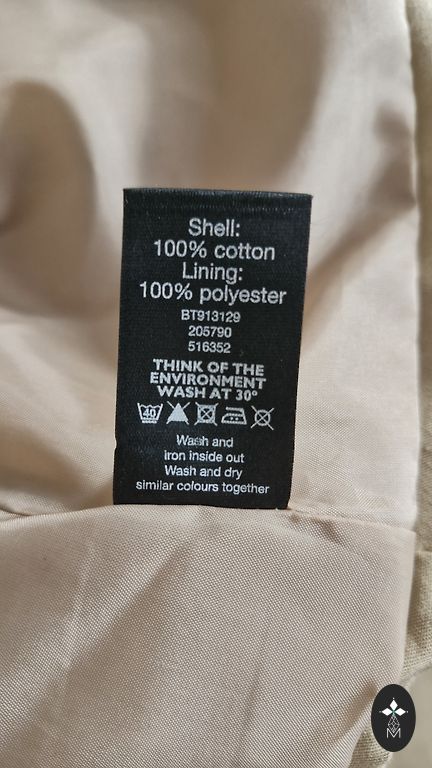 Shell:
100% cotton
Lining:
100% polyester
BT913129
205790
516352
THINK OF THE
ENVIRONMENT
WASH AT 30°
40
Wash and
iron inside out
Wash and dry
similar colours together
M